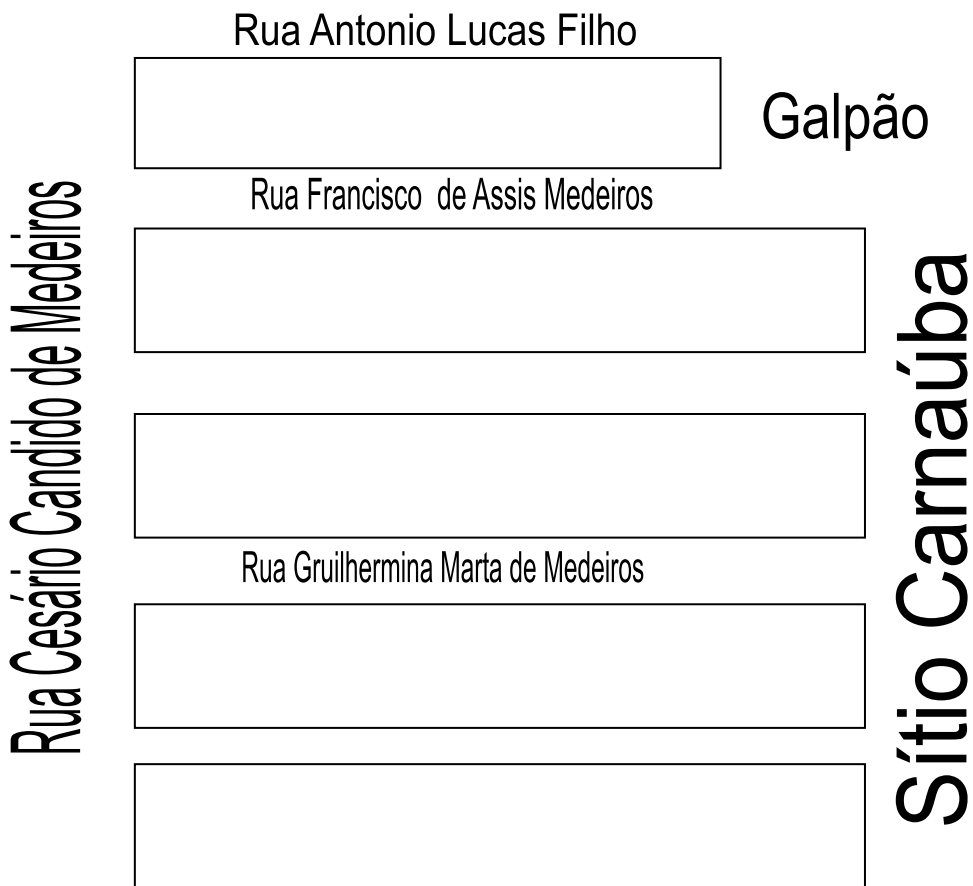 Rua Antonio Lucas Filho
Galpão
Rua Francisco de Assis Medeiros
Rua Cesário Candido de Medeiros
Sítio Carnaúba
Rua Gruilhermina Marta de Medeiros